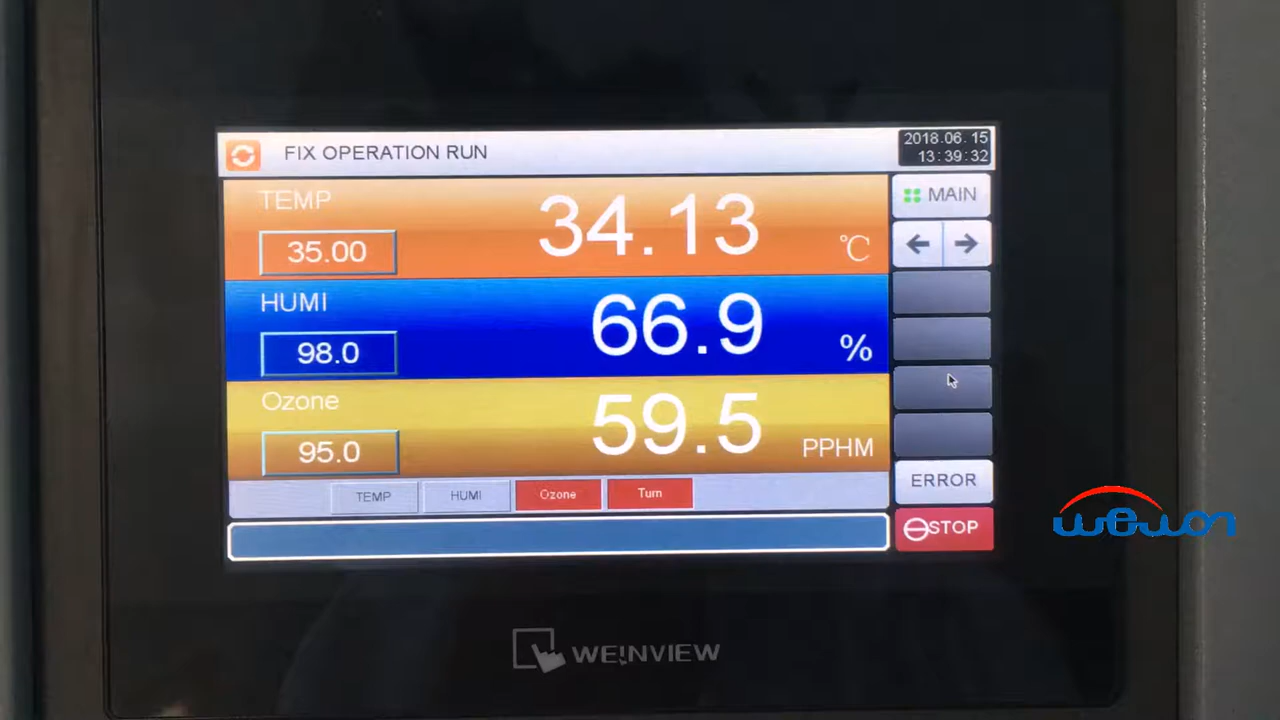 FIX OPERATION RUN
2018.06.15
13:39:32
TEMP
35.00
34.13
℃
MAIN
HUMI
98.0
66.9
%
Ozone
95.0
59.5
PPHM
TEMP
HUMI
Ozone
Turn
ERROR
STOP
WEINVIEW